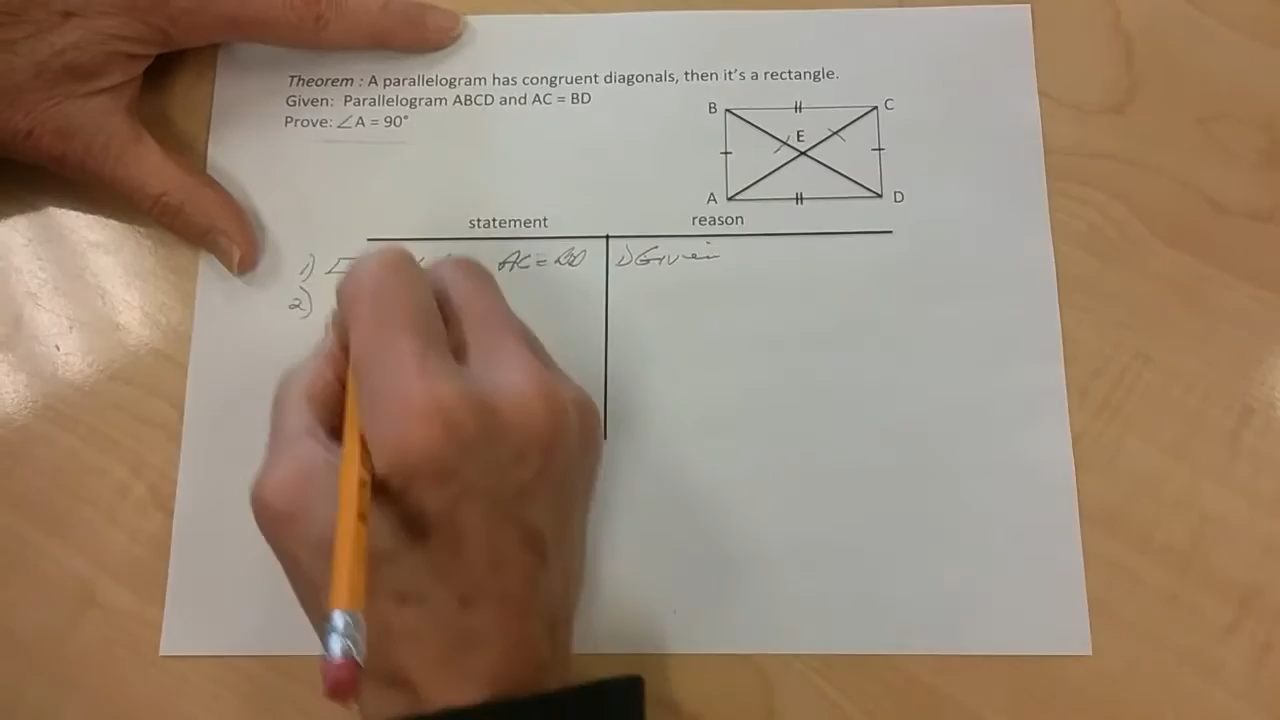 Theorem : A parallelogram has congruent diagonals, then it's a rectangle.
Given: Parallelogram ABCD and AC = BD
Prove: ∠A = 90°
B C
E
A D
statement reason
1) AC = BD 1) Given
2)